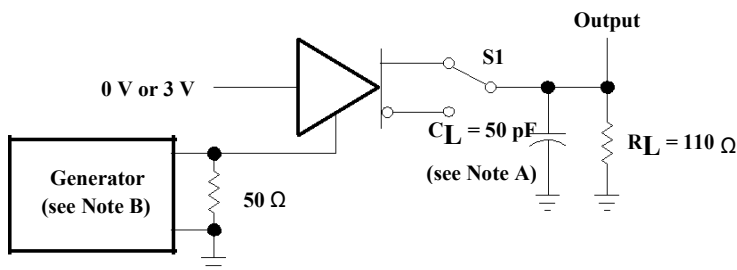 Output
S1
0 V or 3 V
CL = 50 pF
(see Note A)
RL = 110 Ω
Generator
(see Note B)
50 Ω